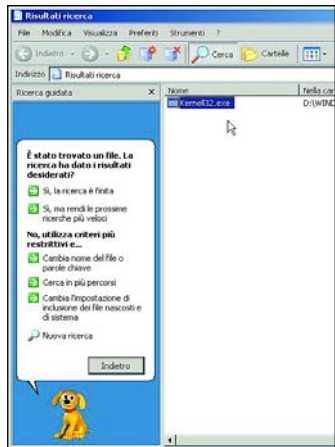 Risultati ricerca
File Modifica Visualizza Preferiti Strumenti ?
Indietro Cerca Cartelle
Indirizzo Risultati ricerca
Ricerca guidata
Nome Nella car
Kernell32.exe D:\WIND
È stato trovato un file. La
ricerca ha dato i risultati
desiderati?
Sì, la ricerca è finita
Sì, ma rendi le prossime
ricerche più veloci
No, utilizza criteri più
restrittivi e...
Cambia nome del file o
parole chiave
Cerca in più percorsi
Cambia l'impostazione di
inclusione dei file nascosti e
di sistema
Nuova ricerca
Indietro